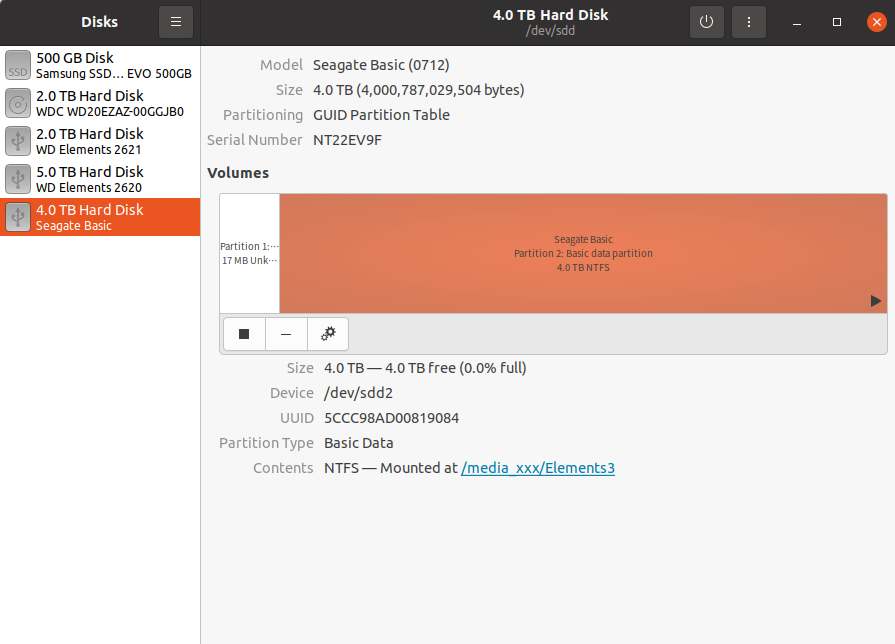 Disks
4.0 TB Hard Disk
/dev/sdd
SSD
500 GB Disk
Samsung SSD… EVO 500GB
2.0 TB Hard Disk
WDC WD20EZAZ-00GGJB0
2.0 TB Hard Disk
WD Elements 2621
5.0 TB Hard Disk
WD Elements 2620
4.0 TB Hard Disk
Seagate Basic
Model Seagate Basic (0712)
Size 4.0 TB (4,000,787,029,504 bytes)
Partitioning GUID Partition Table
Serial Number NT22EV9F
Volumes
Partition 1:…
17 MB Unk…
Seagate Basic
Partition 2: Basic data partition
4.0 TB NTFS
Size 4.0 TB — 4.0 TB free (0.0% full)
Device /dev/sdd2
UUID 5CCC98AD00819084
Partition Type Basic Data
Contents NTFS — Mounted at /media_xxx/Elements3